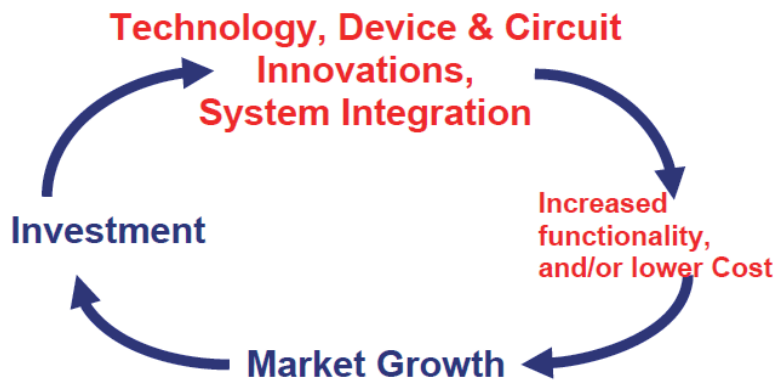 Technology, Device & Circuit
Innovations,
System Integration
Increased
functionality,
and/or lower Cost
Investment
Market Growth